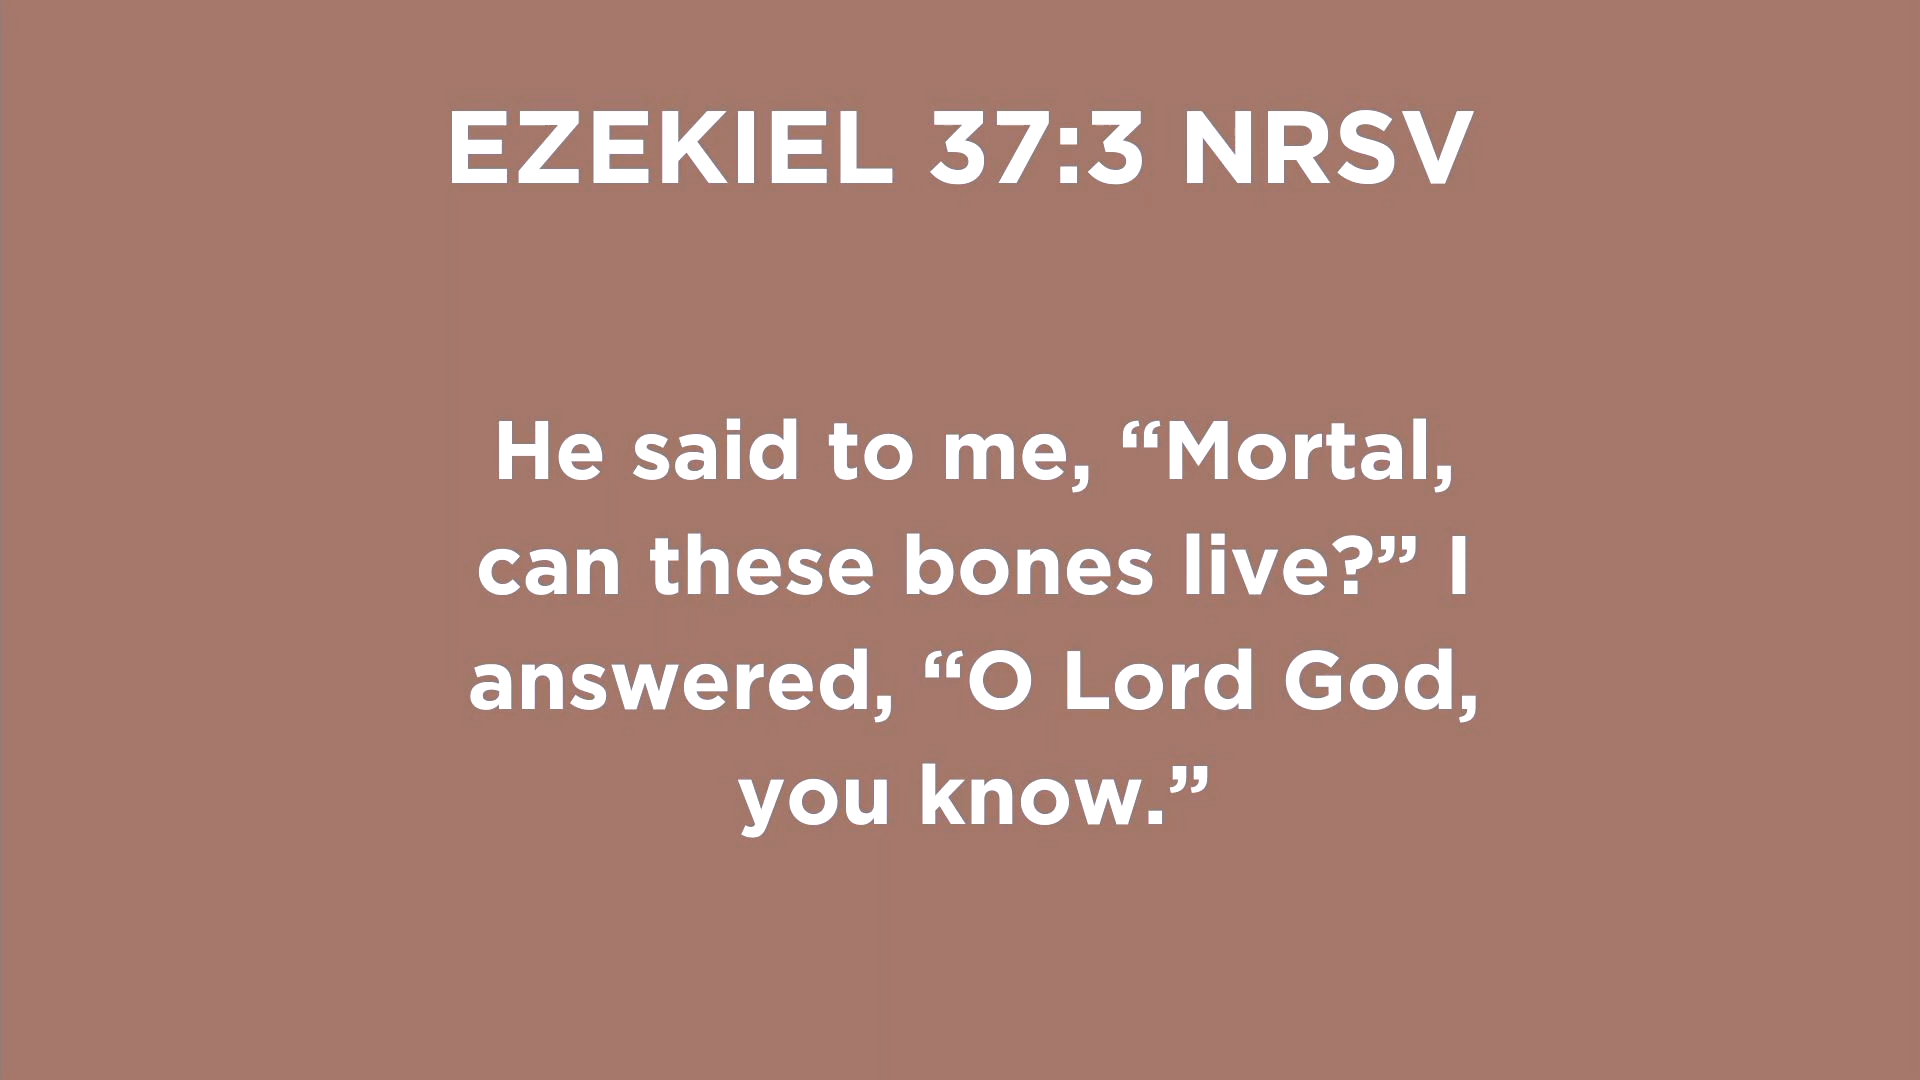 EZEKIEL 37:3 NRSV
He said to me, “Mortal,
can these bones live?” I
answered, “O Lord God,
you know.”